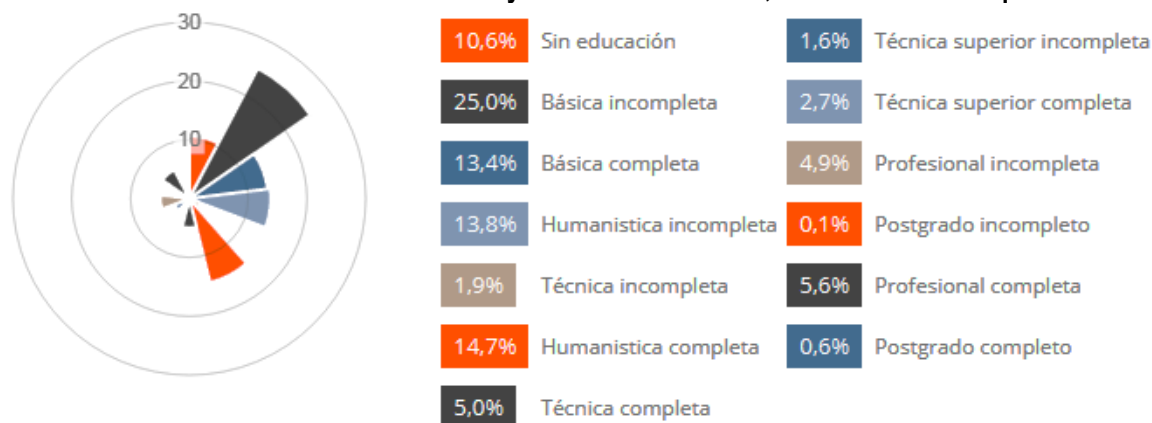 30
20
10
10,6% Sin educación
25,0% Básica incompleta
13,4% Básica completa
13,8% Humanistica incompleta
1,9% Técnica incompleta
14,7% Humanistica completa
5,0% Técnica completa
1,6% Técnica superior incompleta
2,7% Técnica superior completa
4,9% Profesional incompleta
0,1% Postgrado incompleto
5,6% Profesional completa
0,6% Postgrado completo